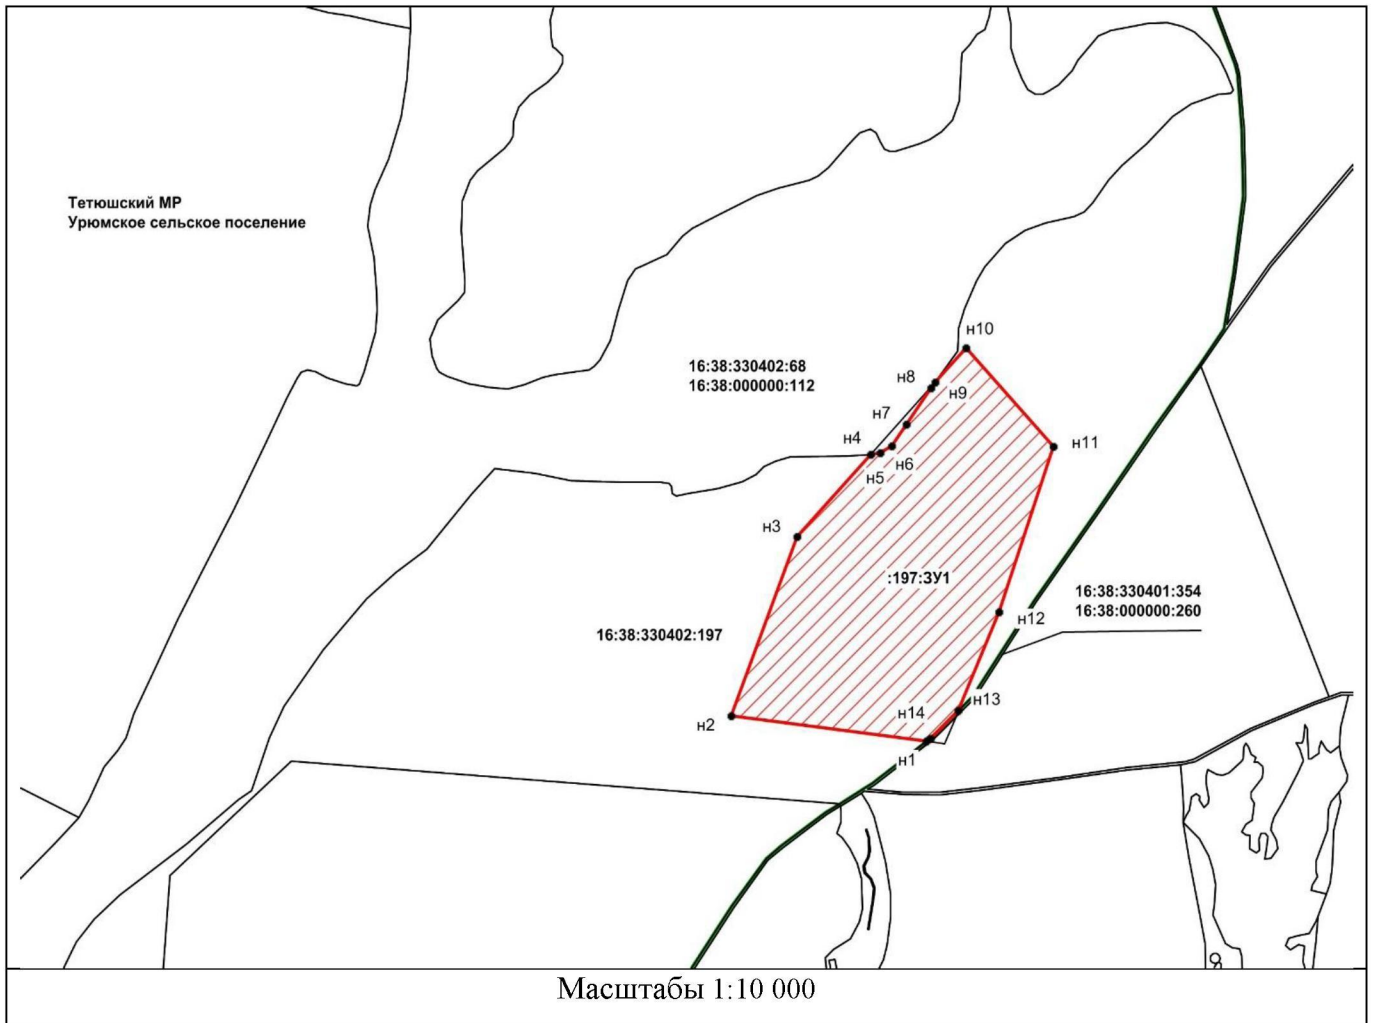 Тетюшский МР
Урюмское сельское поселение
н10
16:38:330402:68
16:38:000000:112
н8
н9
н7
н4
н11
н6
н5
н3
:197:ЗУ1
16:38:330401:354
16:38:000000:260
н12
16:38:330402:197
н13
н14
н2
н1
Масштабы 1:10 000